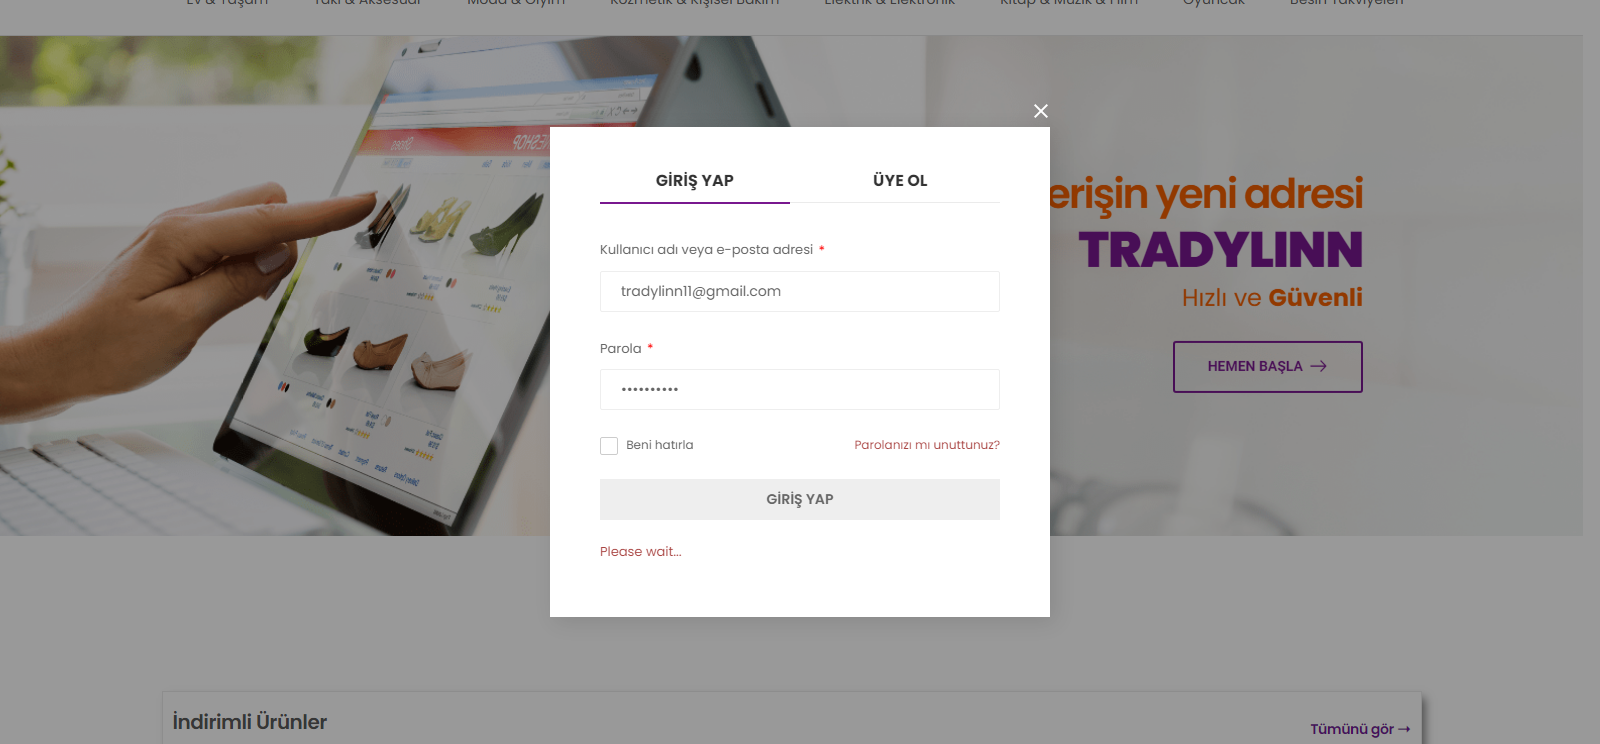 Ev & Yaşam Takı & Aksesuar Moda & Giyim Kozmetik & Kişisel Bakım Elektrik & Elektronik Kitap & Müzik & Film Oyuncak Besin Takviyeleri
GİRİŞ YAP ÜYE OL
Kullanıcı adı veya e-posta adresi *
tradylinn11@gmail.com
Parola *
••••••••••
Beni hatırla Parolanızı mı unuttunuz?
GİRİŞ YAP
Please wait...
erişin yeni adresi
TRADYLINN
Hızlı ve Güvenli
HEMEN BAŞLA →
İndirimli Ürünler
Tümünü gör →